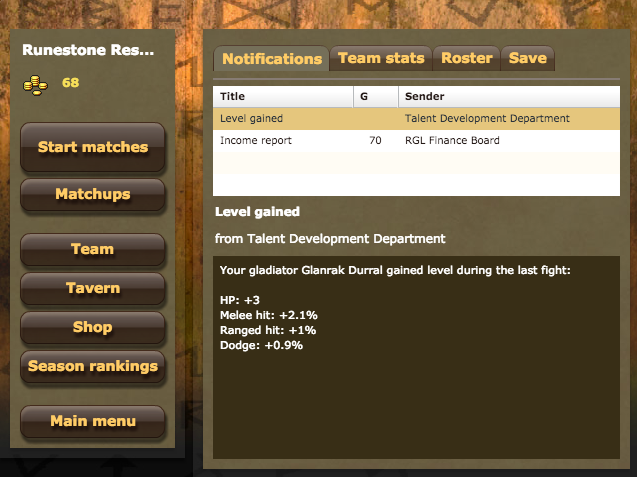 Runestone Res...
68
Start matches
Matchups
Team
Tavern
Shop
Season rankings
Main menu
Notifications Team stats Roster Save
Title G Sender
Level gained Talent Development Department
Income report 70 RGL Finance Board
Level gained
from Talent Development Department
Your gladiator Glanrak Durral gained level during the last fight:
HP: +3
Melee hit: +2.1%
Ranged hit: +1%
Dodge: +0.9%